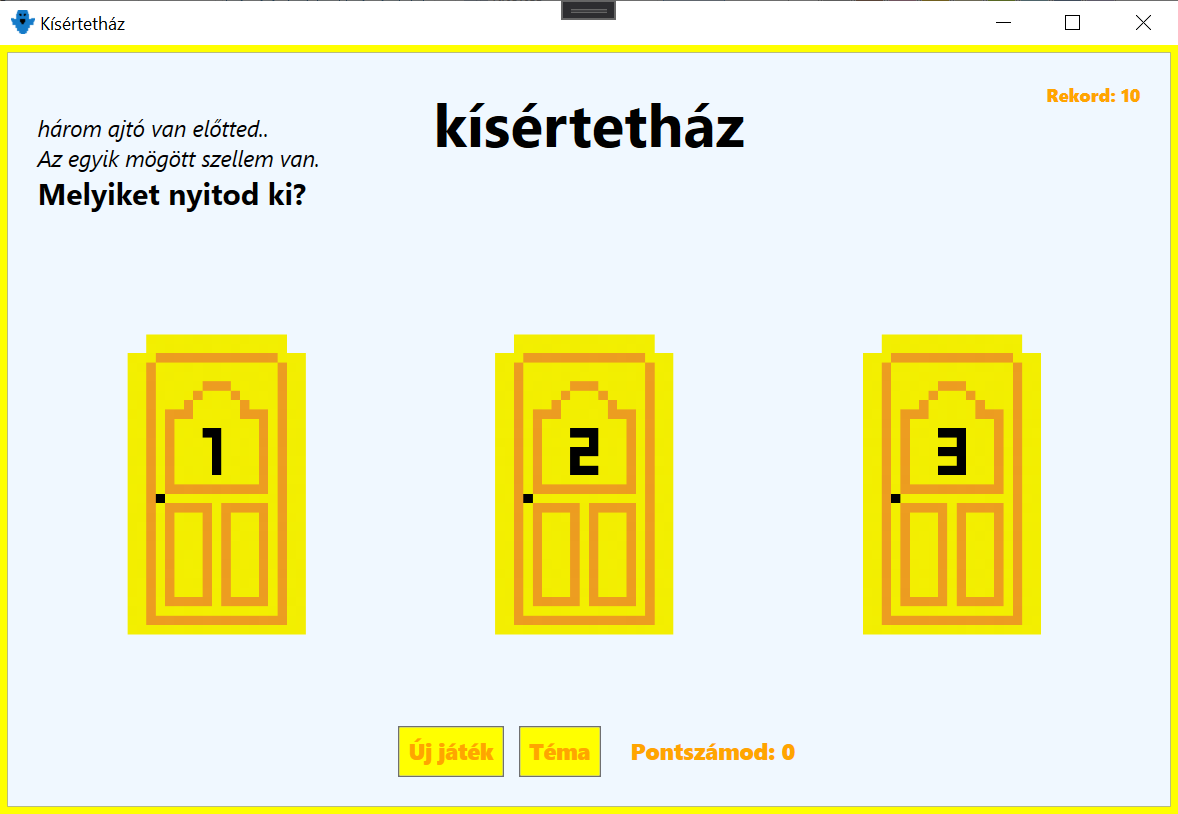 Kísértetház
Rekord: 10
kísértetház
három ajtó van előtted..
Az egyik mögött szellem van.
Melyiket nyitod ki?
1 2 3
Új játék Téma Pontszámod: 0